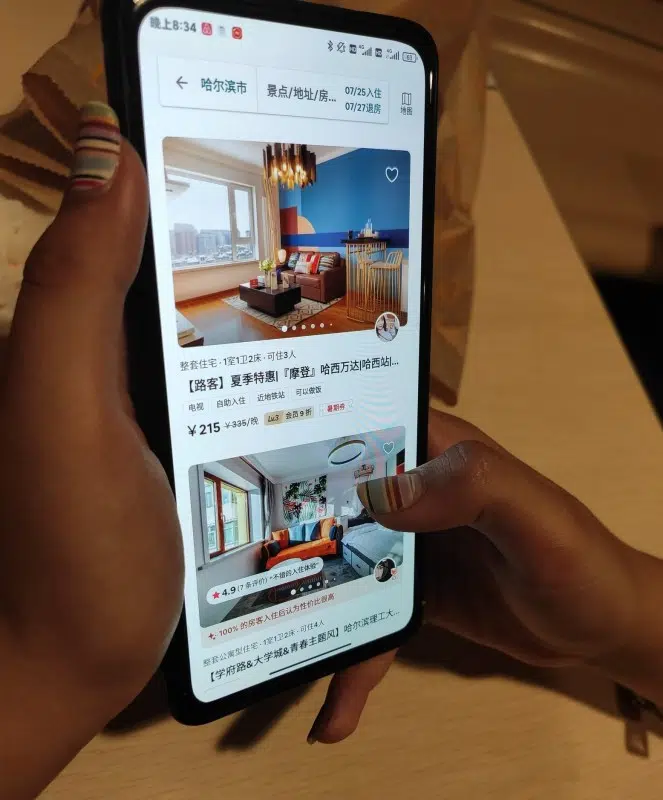 晚上8:34
← 哈尔滨市 景点/地址/房... 07/25入住
07/27退房
地图
整套住宅·1室1卫2床·可住3人
【路客】夏季特惠|『摩登』哈西万达|哈西站|...
电视 自助入住 近地铁站 可以做饭
¥215 ¥335/晚 Lv3 会员9折 暑期券
4.9 (7条评价) "不错的入住体验"
100% 的房客入住后认为性价比很高
整套公寓型住宅·1室1卫2床·可住4人
【学府路&大学城&青春主题风】哈尔滨理工大...